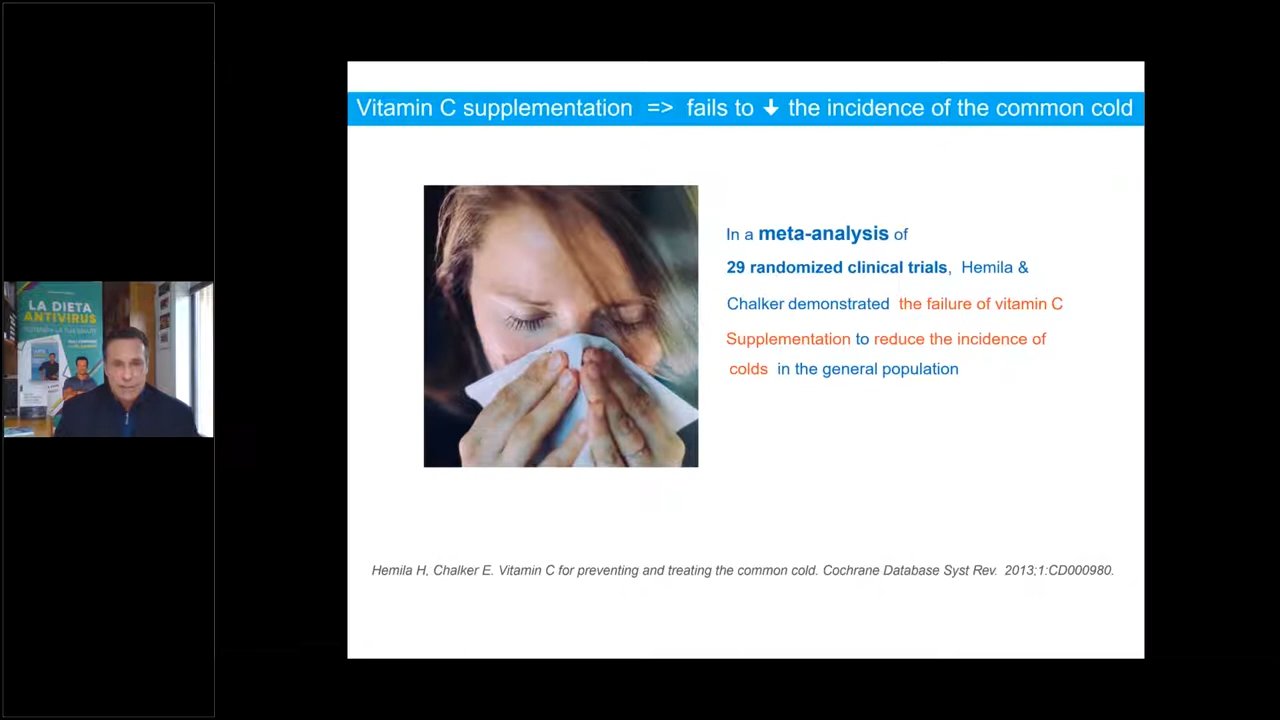 Vitamin C supplementation => fails to ↓ the incidence of the common cold
In a meta-analysis of
29 randomized clinical trials, Hemila &
Chalker demonstrated the failure of vitamin C
Supplementation to reduce the incidence of
colds in the general population
Hemila H, Chalker E. Vitamin C for preventing and treating the common cold. Cochrane Database Syst Rev. 2013;1:CD000980.
LA DIETA
ANTIVIRUS